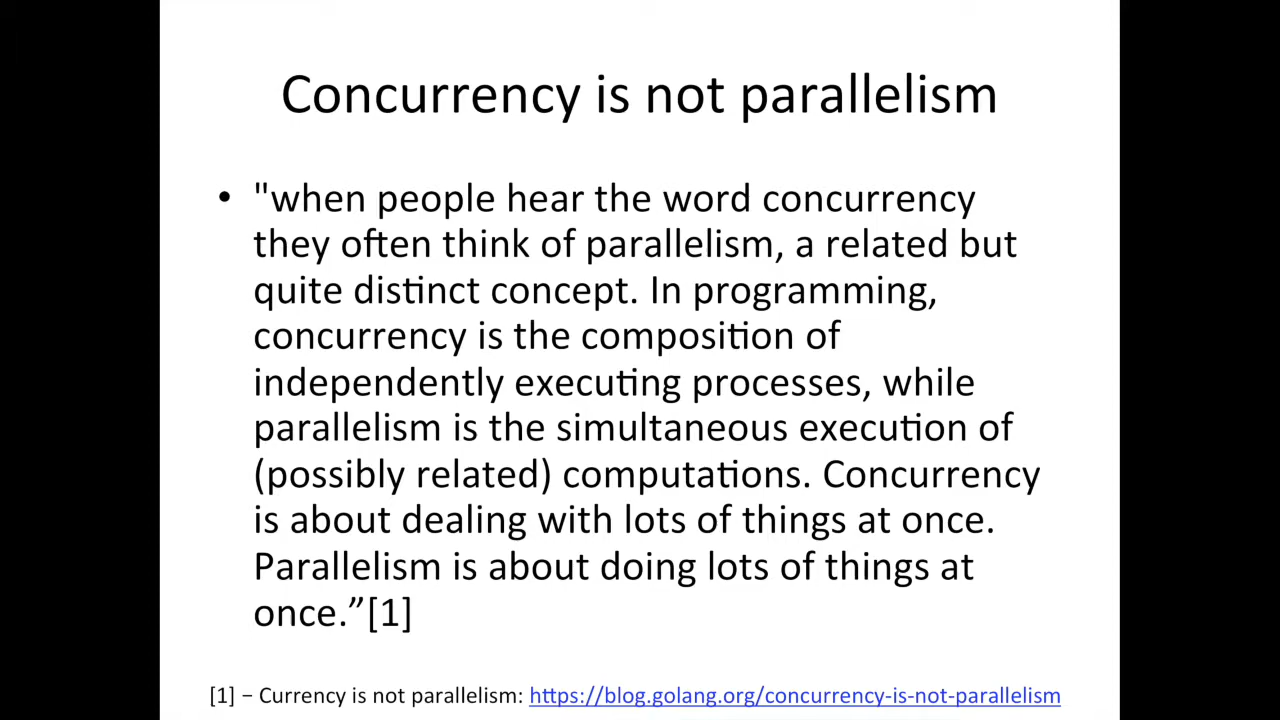 Concurrency is not parallelism
• "when people hear the word concurrency
they often think of parallelism, a related but
quite distinct concept. In programming,
concurrency is the composition of
independently executing processes, while
parallelism is the simultaneous execution of
(possibly related) computations. Concurrency
is about dealing with lots of things at once.
Parallelism is about doing lots of things at
once.”[1]
[1] – Currency is not parallelism: https://blog.golang.org/concurrency-is-not-parallelism